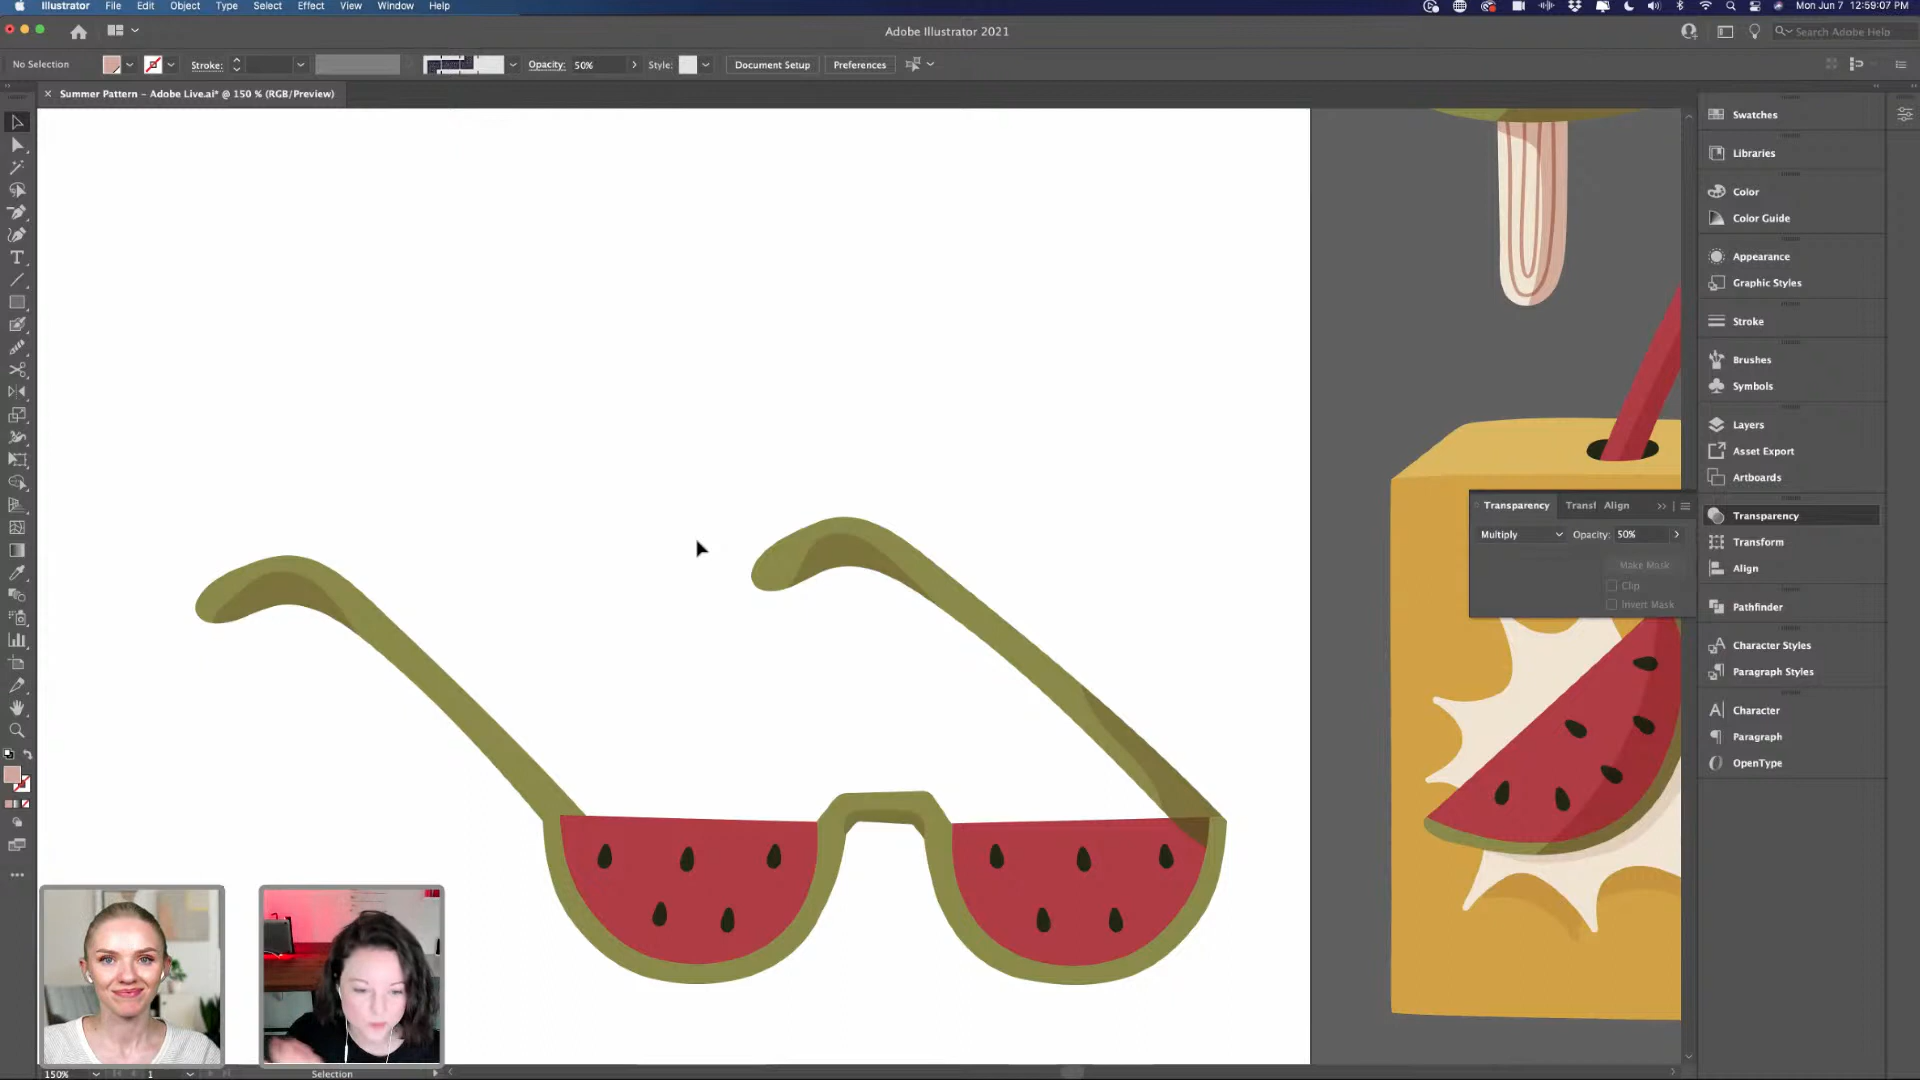 Illustrator File Edit Object Type Select Effect View Window Help
Mon Jun 7 12:59:07 PM
Adobe Illustrator 2021
Search Adobe Help
No Selection
Stroke:
Opacity: 50%
Style:
Document Setup
Preferences
× Summer Pattern – Adobe Live.ai* @ 150 % (RGB/Preview)
Swatches
Libraries
Color
Color Guide
Appearance
Graphic Styles
Stroke
Brushes
Symbols
Layers
Asset Export
Artboards
Transparency
Transform
Align
Pathfinder
Character Styles
Paragraph Styles
Character
Paragraph
OpenType
Transparency Transf Align
Multiply Opacity: 50%
Make Mask
Clip
Invert Mask
150% 1 Selection